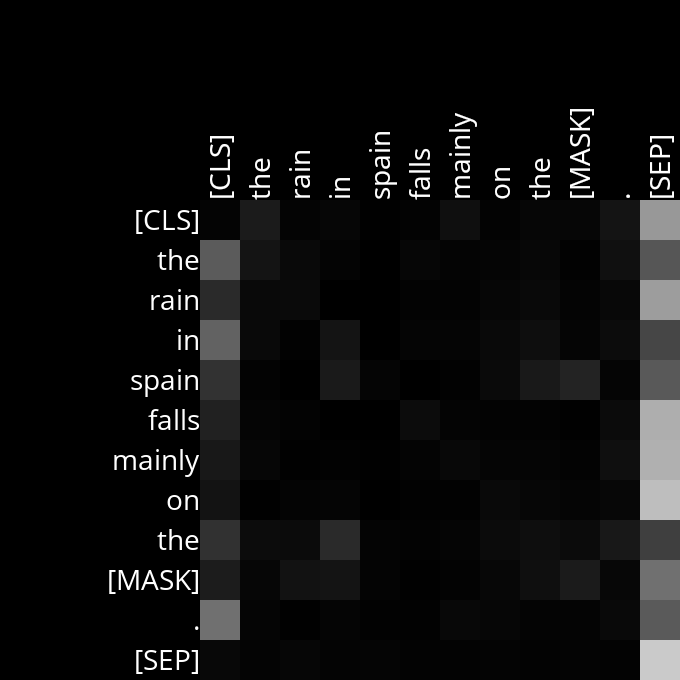 [CLS] the rain in spain falls mainly on the [MASK] . [SEP]
[CLS]
the
rain
in
spain
falls
mainly
on
the
[MASK]
.
[SEP]